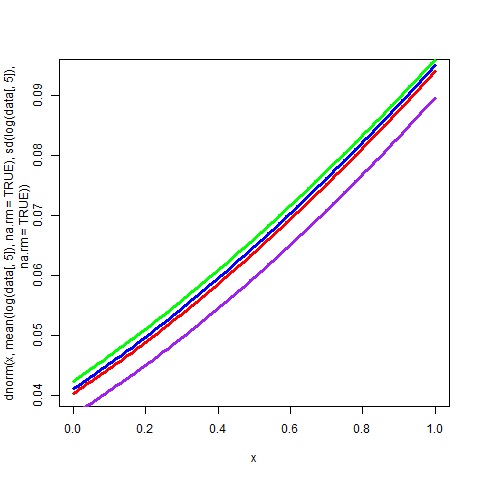 dnorm(x, mean(log(data[, 5]), na.rm = TRUE), sd(log(data[, 5]),
na.rm = TRUE))
0.09
0.08
0.07
0.06
0.05
0.04
0.0 0.2 0.4 0.6 0.8 1.0
x